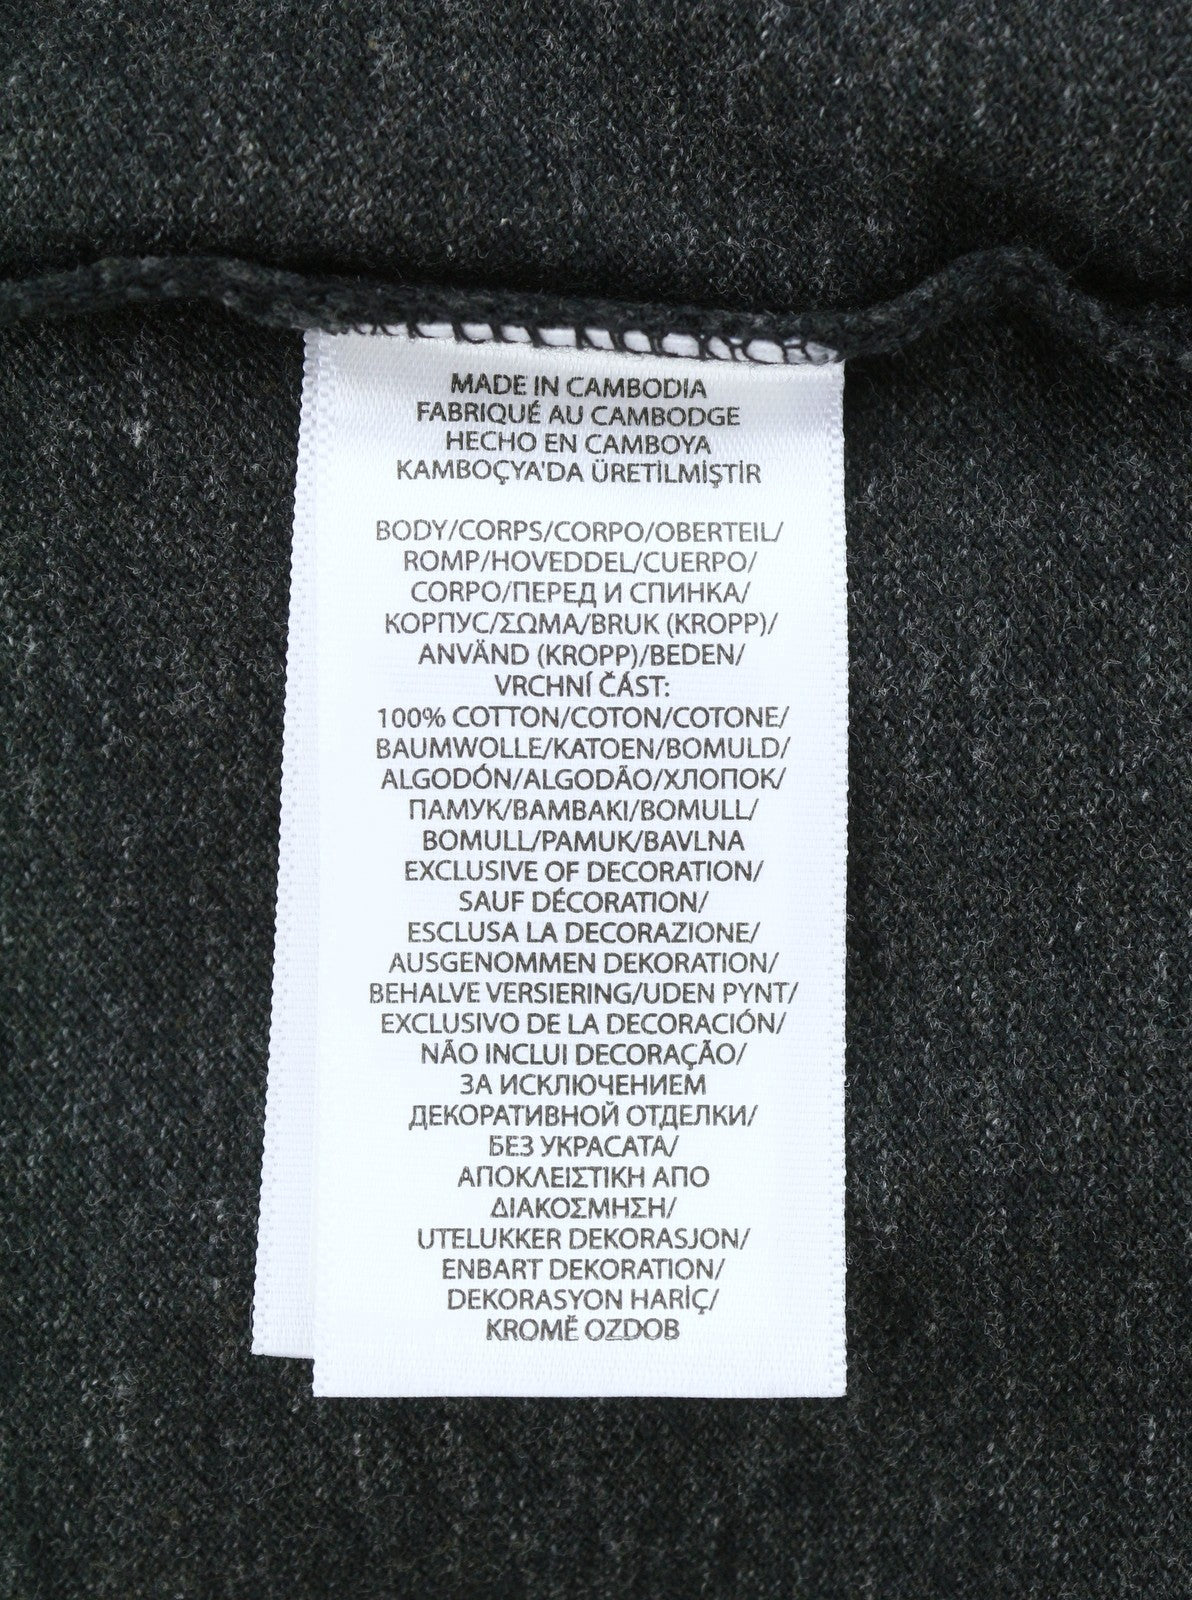 MADE IN CAMBODIA
FABRIQUÉ AU CAMBODGE
HECHO EN CAMBOYA
KAMBOÇYA'DA ÜRETİLMİŞTİR
BODY/CORPS/CORPO/OBERTEIL/
ROMP/HOVEDDEL/CUERPO/
CORPO/ПЕРЕД И СПИНКА/
КОРПУС/ΣΩΜΑ/BRUK (KROPP)/
ANVÄND (KROPP)/BEDEN/
VRCHNÍ ČÁST:
100% COTTON/COTON/COTONE/
BAUMWOLLE/KATOEN/BOMULD/
ALGODÓN/ALGODÃO/ХЛОПОК/
ПАМУК/ΒΑΜΒΑΚΙ/BOMULL/
BOMULL/PAMUK/BAVLNA
EXCLUSIVE OF DECORATION/
SAUF DÉCORATION/
ESCLUSA LA DECORAZIONE/
AUSGENOMMEN DEKORATION/
BEHALVE VERSIERING/UDEN PYNT/
EXCLUSIVO DE LA DECORACIÓN/
NÃO INCLUI DECORAÇÃO/
ЗА ИСКЛЮЧЕНИЕМ
ДЕКОРАТИВНОЙ ОТДЕЛКИ/
БЕЗ УКРАСАТА/
ΑΠΟΚΛΕΙΣΤΙΚΗ ΑΠΟ
ΔΙΑΚΟΣΜΗΣΗ/
UTELUKKER DEKORASJON/
ENBART DEKORATION/
DEKORASYON HARİÇ/
KROMĚ OZDOB